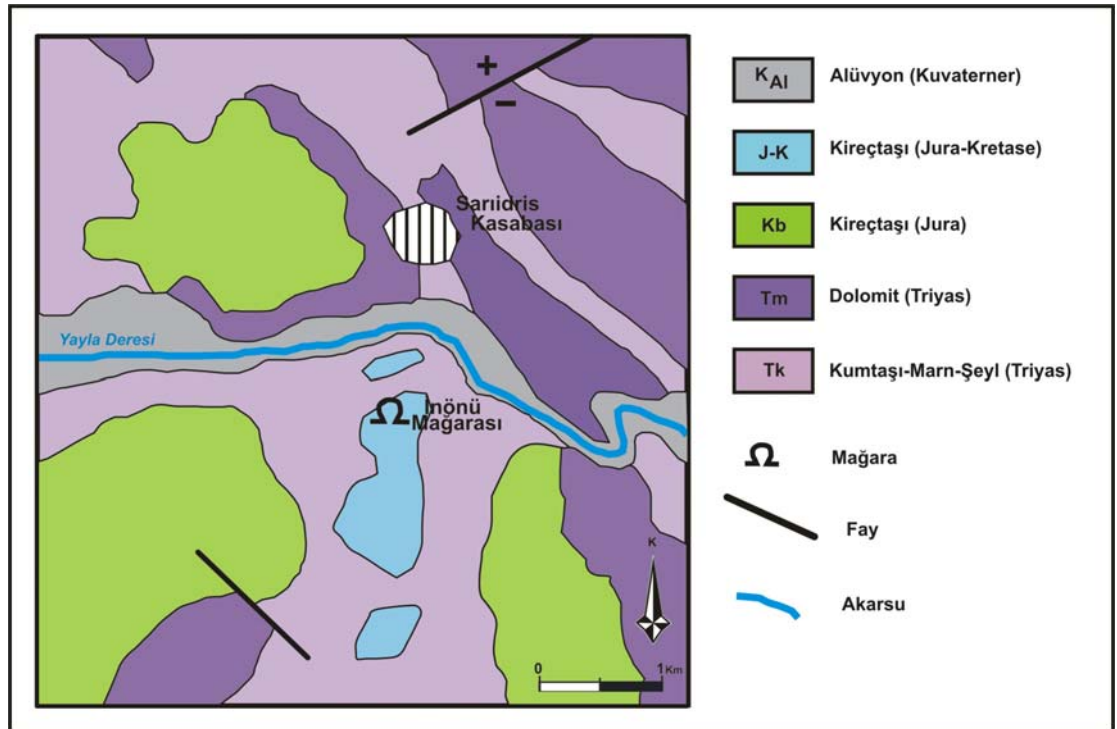 +
−
Sarıidris
Kasabası
Yayla Deresi
İnönü
Ω Mağarası
K
0 1 Km
K Al Alüvyon (Kuvaterner)
J-K Kireçtaşı (Jura-Kretase)
Kb Kireçtaşı (Jura)
Tm Dolomit (Triyas)
Tk Kumtaşı-Marn-Şeyl (Triyas)
Ω Mağara
Fay
Akarsu